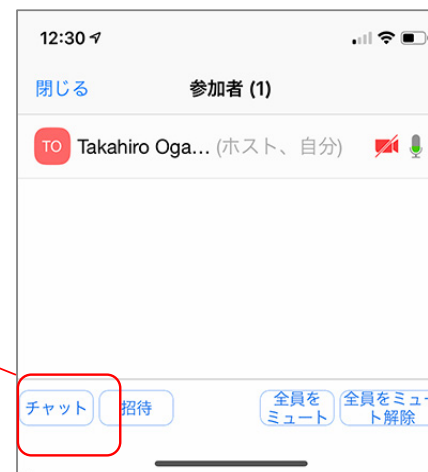 12:30
閉じる 参加者 (1)
TO Takahiro Oga... (ホスト、自分)
チャット 招待 全員をミュート 全員をミュート解除